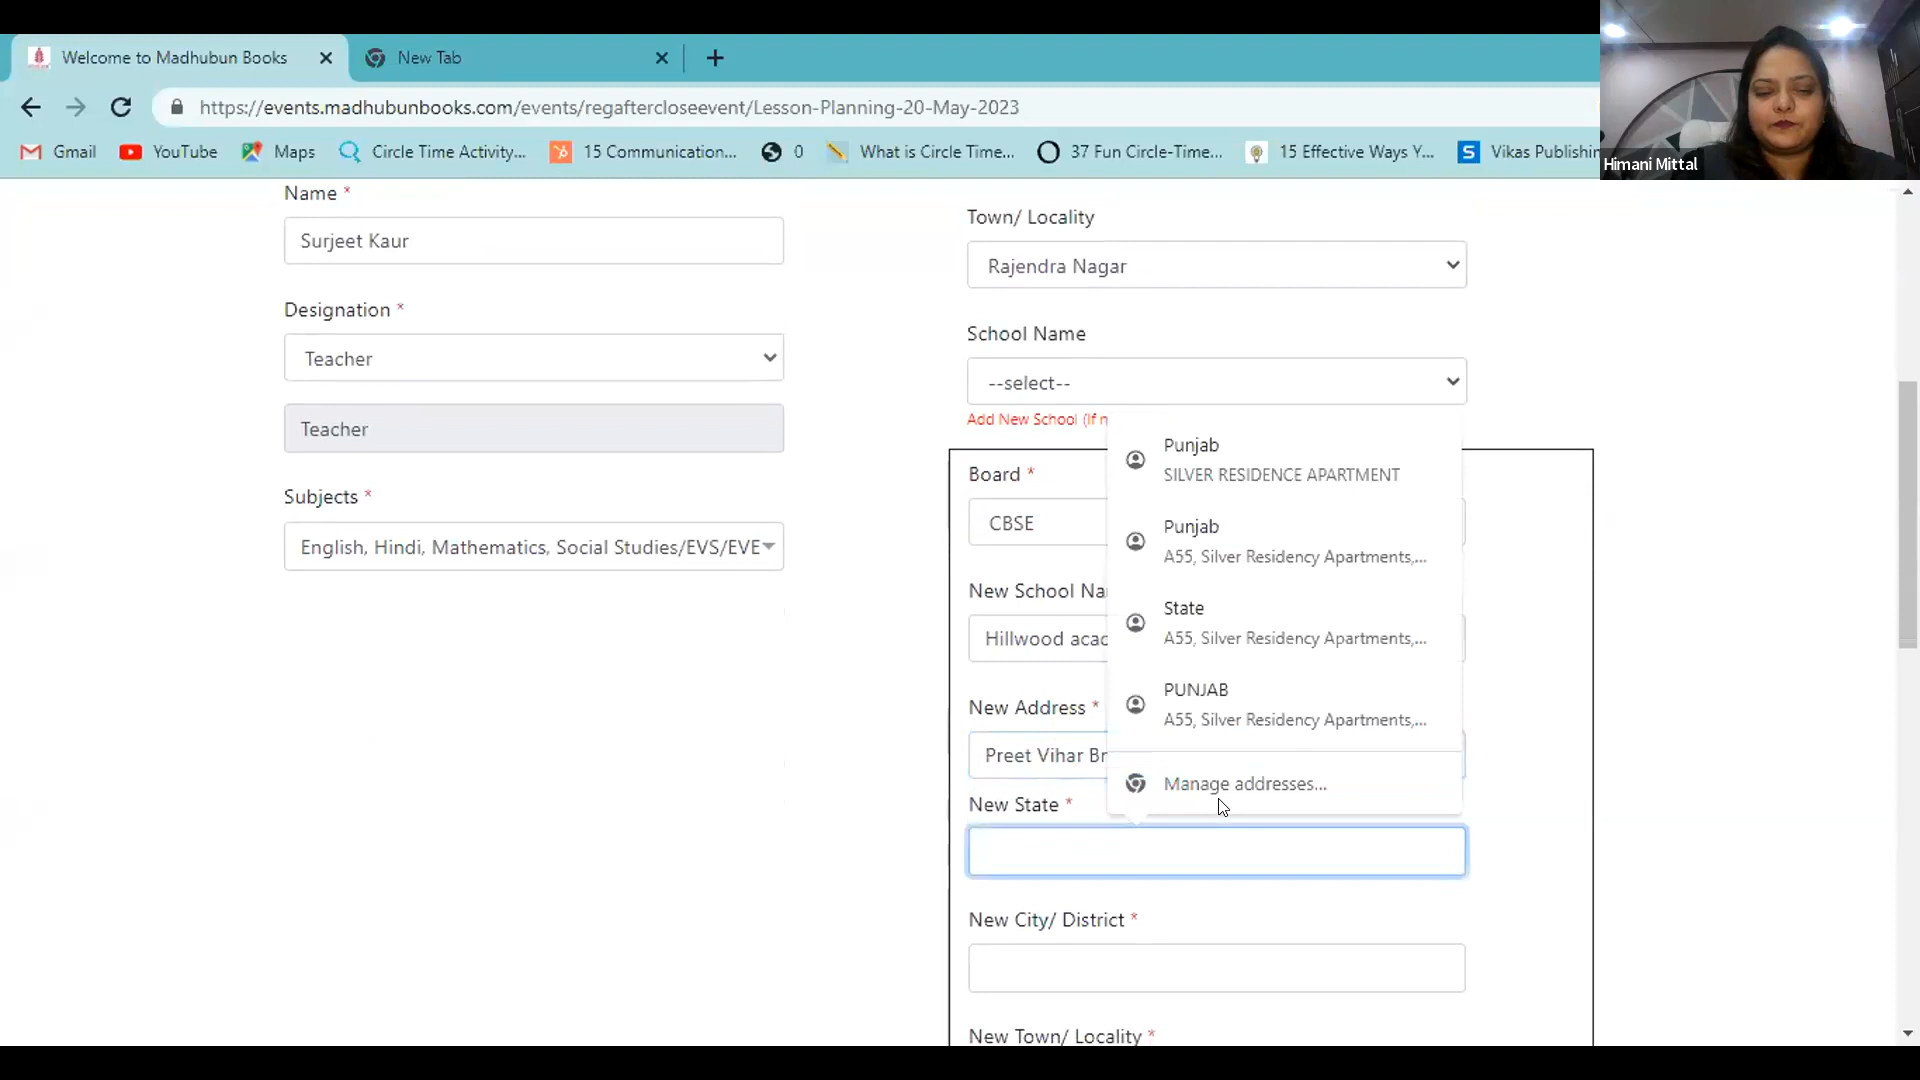 Welcome to Madhubun Books
New Tab
https://events.madhubunbooks.com/events/regaftercloseevent/Lesson-Planning-20-May-2023
Gmail
YouTube
Maps
Circle Time Activity...
15 Communication...
0
What is Circle Time...
37 Fun Circle-Time...
15 Effective Ways Y...
Vikas Publishin
Himani Mittal
Name *
Surjeet Kaur
Designation *
Teacher
Teacher
Subjects *
English, Hindi, Mathematics, Social Studies/EVS/EVE
Town/ Locality
Rajendra Nagar
School Name
--select--
Add New School (If n
Board *
CBSE
New School Na
Hillwood acad
New Address *
Preet Vihar Br
Punjab
SILVER RESIDENCE APARTMENT
Punjab
A55, Silver Residency Apartments,...
State
A55, Silver Residency Apartments,...
PUNJAB
A55, Silver Residency Apartments,...
Manage addresses...
New State *
New City/ District *
New Town/ Locality *